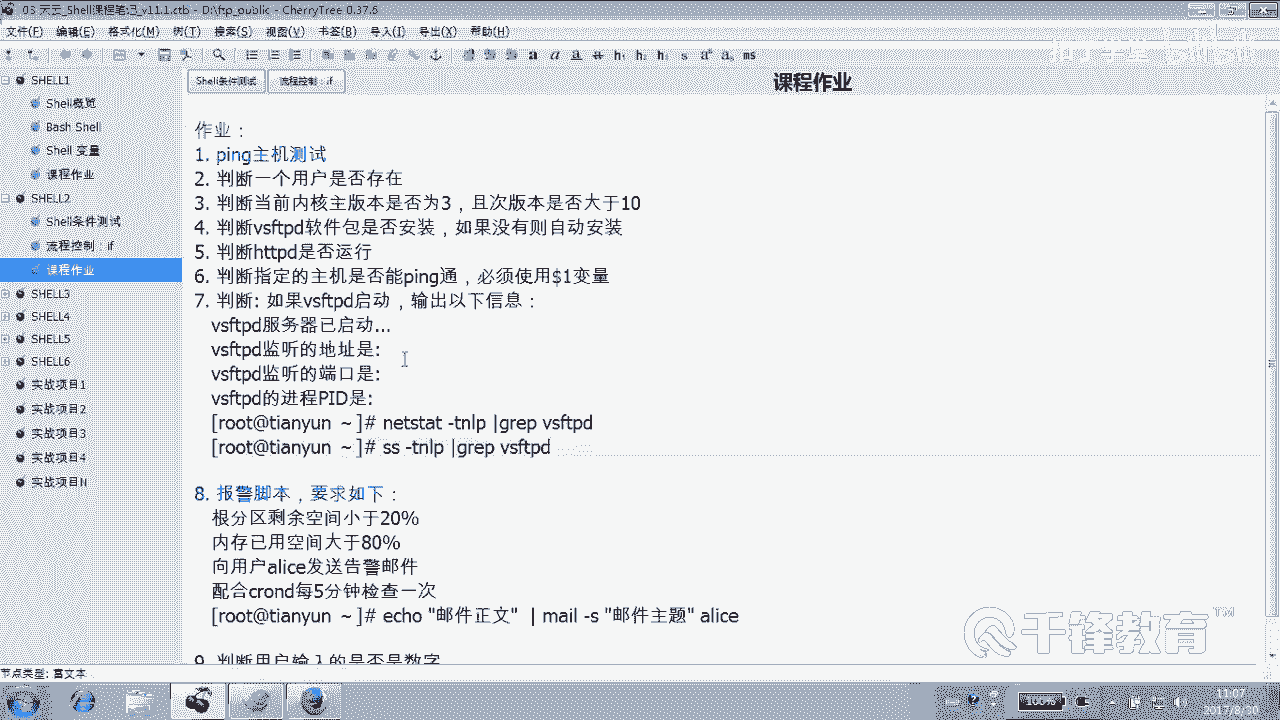 03_天云_Shell课程笔记_v11.1.ctb - D:\ftp_public - CherryTree 0.37.6
文件(F) 编辑(E) 格式化(M) 树(T) 搜索(S) 视图(V) 书签(B) 导入(I) 导出(X) 帮助(H)
SHELL1
Shell概览
Bash Shell
Shell 变量
课程作业
SHELL2
Shell条件测试
流程控制：if
课程作业
SHELL3
SHELL4
SHELL5
SHELL6
实战项目1
实战项目2
实战项目3
实战项目4
实战项目N
Shell条件测试 流程控制：if
课程作业
作业：
1. ping主机测试
2. 判断一个用户是否存在
3. 判断当前内核主版本是否为3，且次版本是否大于10
4. 判断vsftpd软件包是否安装，如果没有则自动安装
5. 判断httpd是否运行
6. 判断指定的主机是否能ping通，必须使用$1变量
7. 判断: 如果vsftpd启动，输出以下信息：
vsftpd服务器已启动...
vsftpd监听的地址是:
vsftpd监听的端口是:
vsftpd的进程PID是:
[root@tianyun ~]# netstat -tnlp |grep vsftpd
[root@tianyun ~]# ss -tnlp |grep vsftpd
8. 报警脚本，要求如下：
根分区剩余空间小于20%
内存已用空间大于80%
向用户alice发送告警邮件
配合crond每5分钟检查一次
[root@tianyun ~]# echo "邮件正文" | mail -s "邮件主题" alice
9. 判断用户输入的是否是数字
千锋教育™
节点类型: 富文本
100%
11:07
2017/8/30